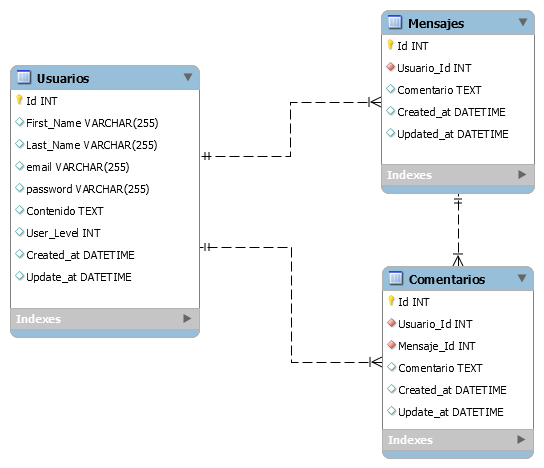 Usuarios
Id INT
First_Name VARCHAR(255)
Last_Name VARCHAR(255)
email VARCHAR(255)
password VARCHAR(255)
Contenido TEXT
User_Level INT
Created_at DATETIME
Update_at DATETIME
Indexes
Mensajes
Id INT
Usuario_Id INT
Comentario TEXT
Created_at DATETIME
Updated_at DATETIME
Indexes
Comentarios
Id INT
Usuario_Id INT
Mensaje_Id INT
Comentario TEXT
Created_at DATETIME
Update_at DATETIME
Indexes